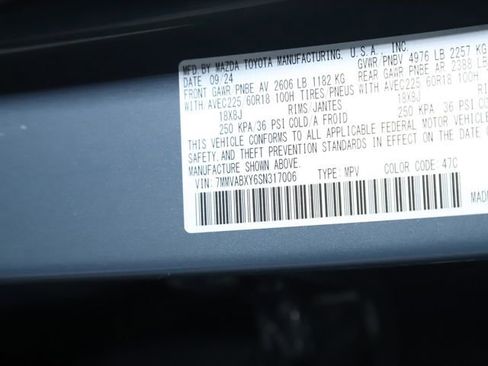 MFD BY MAZDA TOYOTA MANUFACTURING, U.S.A., INC.
DATE 09/24 GVWR/ PNBV 4976 LB 2257 KG
FRONT GAWR PNBE AV 2606 LB 1182 KG REAR GAWR/ PNBE AR 2398 LB
WITH AVEC225 60R18 100H TIRES/PNEUS WITH AVEC225 60R18 100H
18X8J RIMS/JANTES 18X8J
250 KPA/36 PSI COLD/A FROID 250 KPA/36 PSI
THIS VEHICLE CONFORMS TO ALL APPLICABLE FEDERAL MOTOR VEHICLE
SAFETY, AND THEFT PREVENTION STANDARDS IN EFFECT ON THE DATE
MANUFACTURE SHOWN ABOVE.
VIN: 7MMVABXY6SN317006 TYPE: MPV COLOR CODE: 47C
MADE